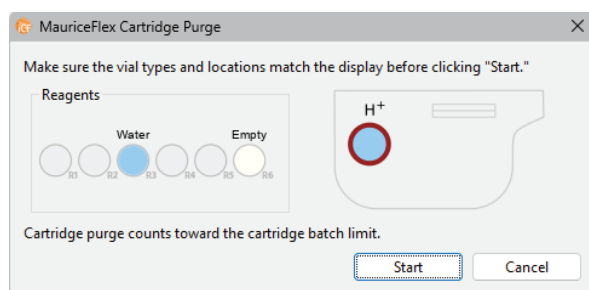 iCE
MauriceFlex Cartridge Purge
Make sure the vial types and locations match the display before clicking "Start."
Reagents
Water Empty
R1 R2 R3 R4 R5 R6
H+
Cartridge purge counts toward the cartridge batch limit.
Start Cancel